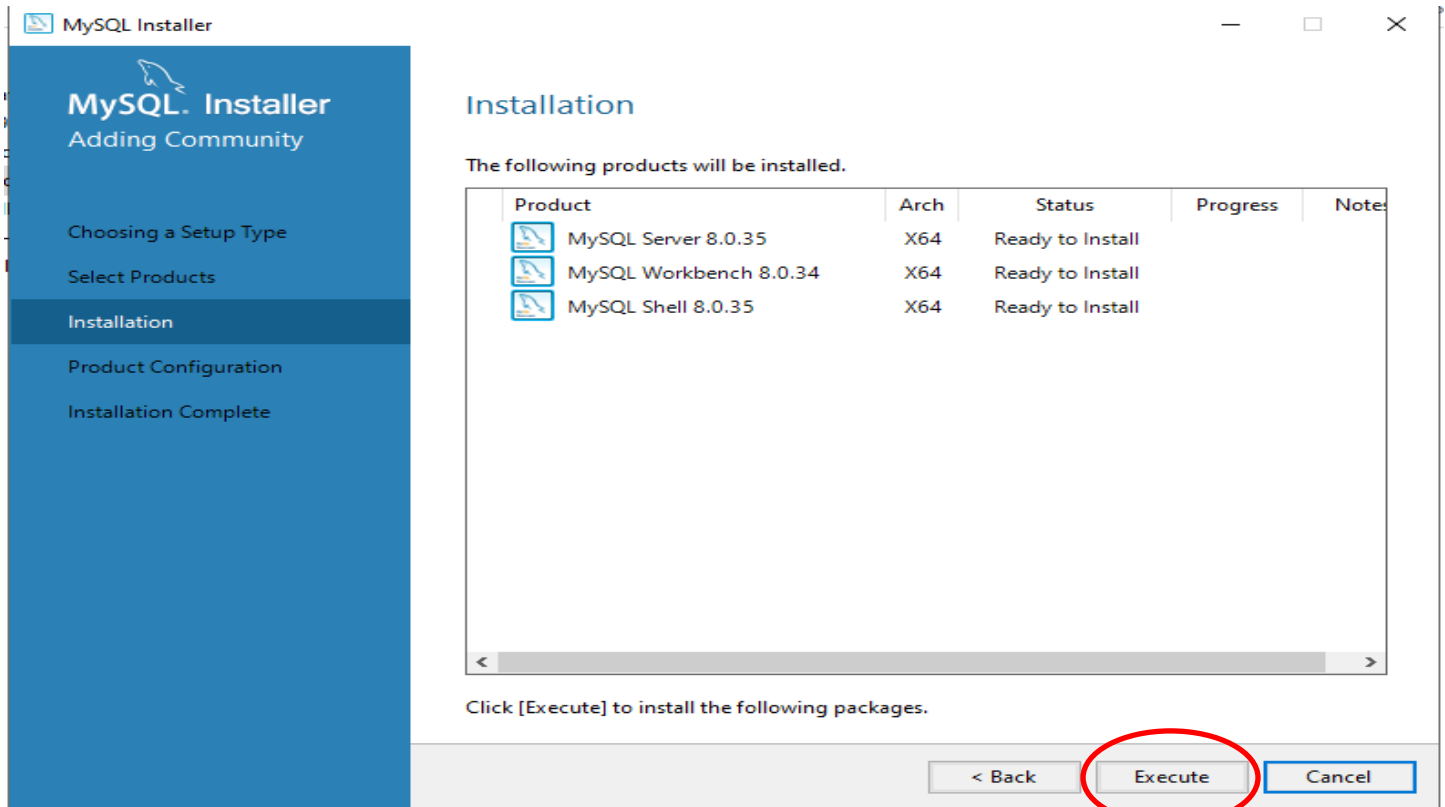 MySQL Installer
MySQL. Installer
Adding Community
Choosing a Setup Type
Select Products
Installation
Product Configuration
Installation Complete
Installation
The following products will be installed.
Product Arch Status Progress Notes
MySQL Server 8.0.35 X64 Ready to Install
MySQL Workbench 8.0.34 X64 Ready to Install
MySQL Shell 8.0.35 X64 Ready to Install
Click [Execute] to install the following packages.
< Back Execute Cancel